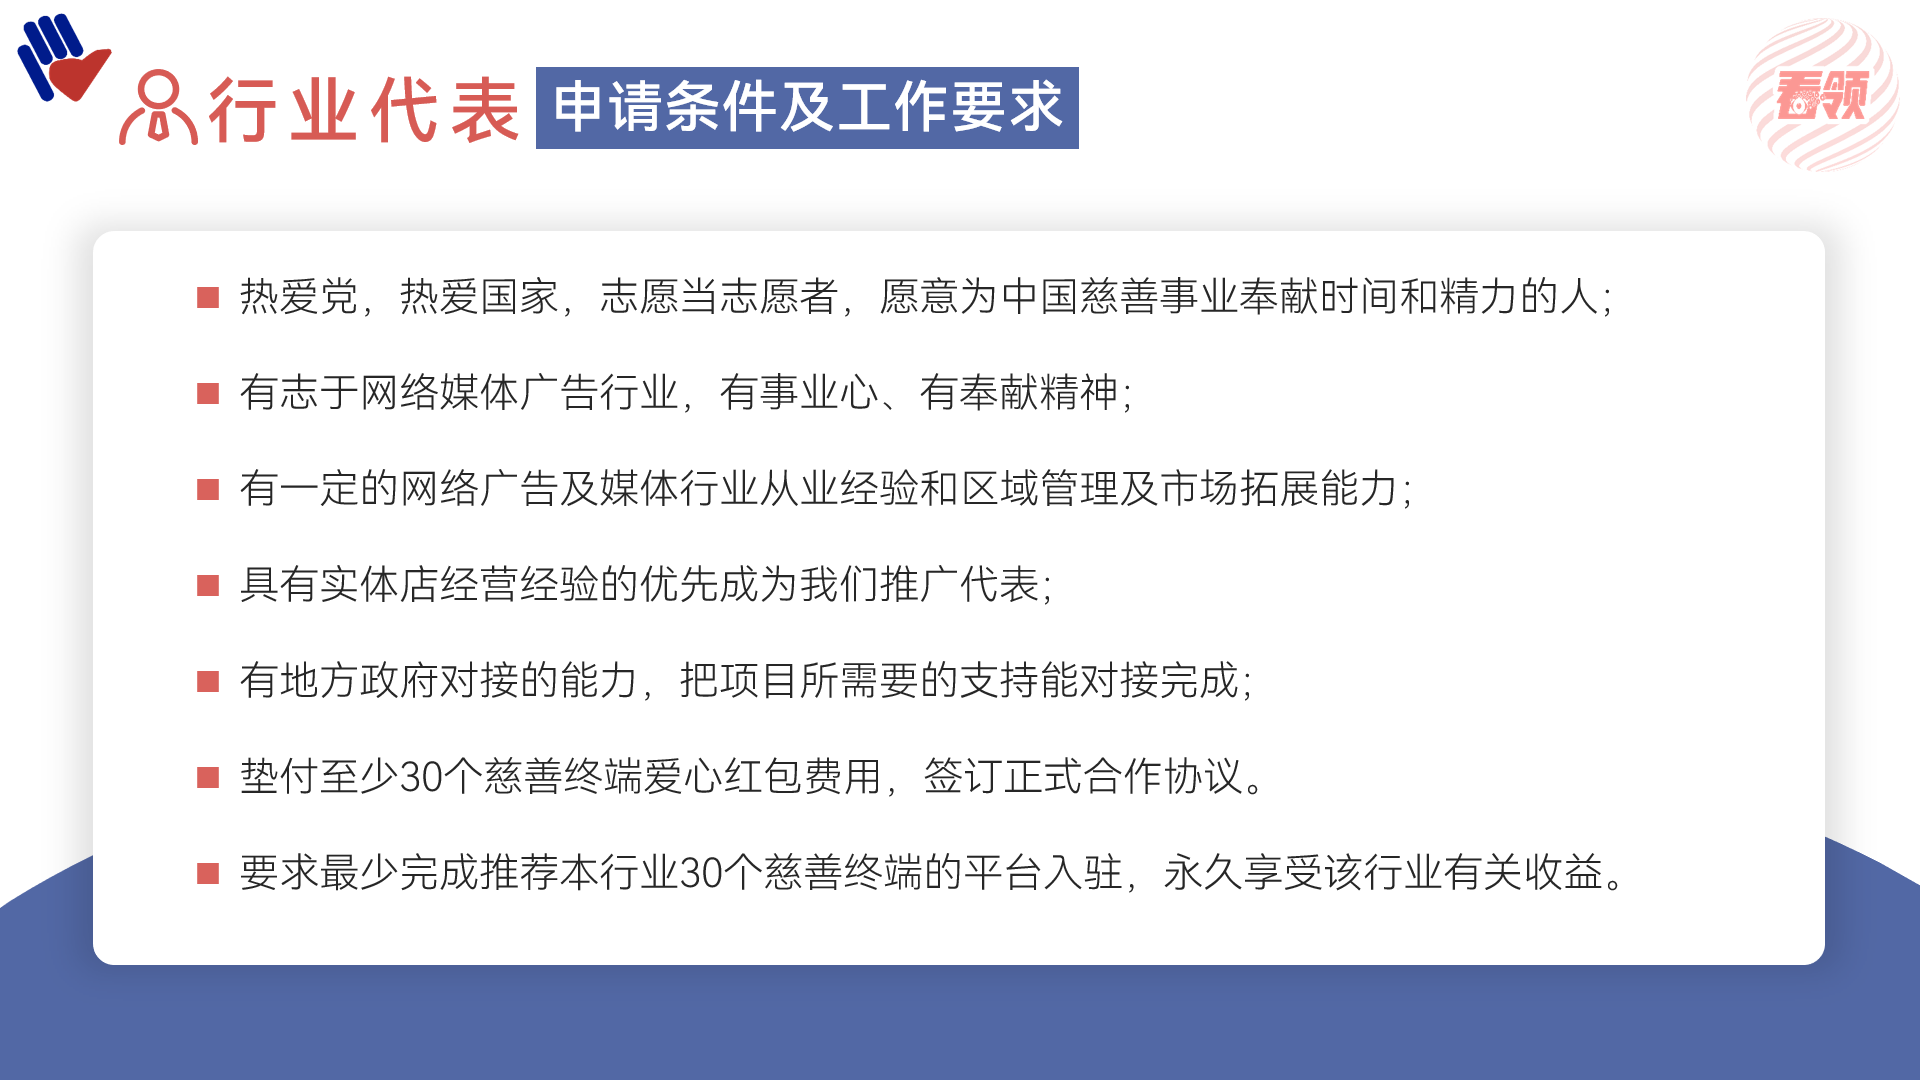 行业代表 申请条件及工作要求
看领
热爱党，热爱国家，志愿当志愿者，愿意为中国慈善事业奉献时间和精力的人；
有志于网络媒体广告行业，有事业心、有奉献精神；
有一定的网络广告及媒体行业从业经验和区域管理及市场拓展能力；
具有实体店经营经验的优先成为我们推广代表；
有地方政府对接的能力，把项目所需要的支持能对接完成；
垫付至少30个慈善终端爱心红包费用，签订正式合作协议。
要求最少完成推荐本行业30个慈善终端的平台入驻，永久享受该行业有关收益。